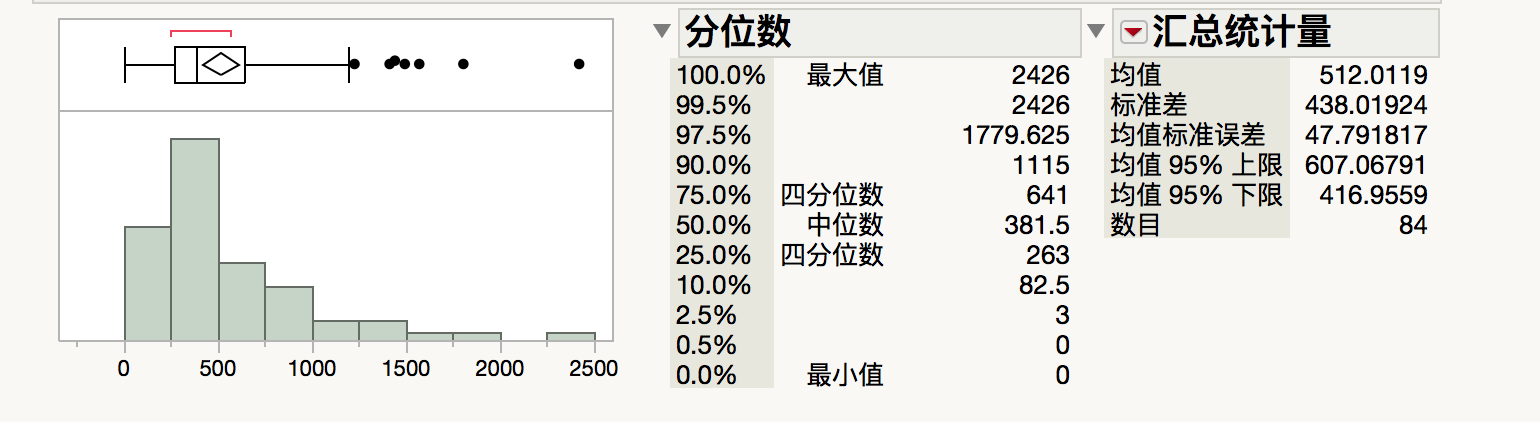 分位数
100.0% 最大值 2426
99.5% 2426
97.5% 1779.625
90.0% 1115
75.0% 四分位数 641
50.0% 中位数 381.5
25.0% 四分位数 263
10.0% 82.5
2.5% 3
0.5% 0
0.0% 最小值 0
汇总统计量
均值 512.0119
标准差 438.01924
均值标准误差 47.791817
均值 95% 上限 607.06791
均值 95% 下限 416.9559
数目 84
0 500 1000 1500 2000 2500